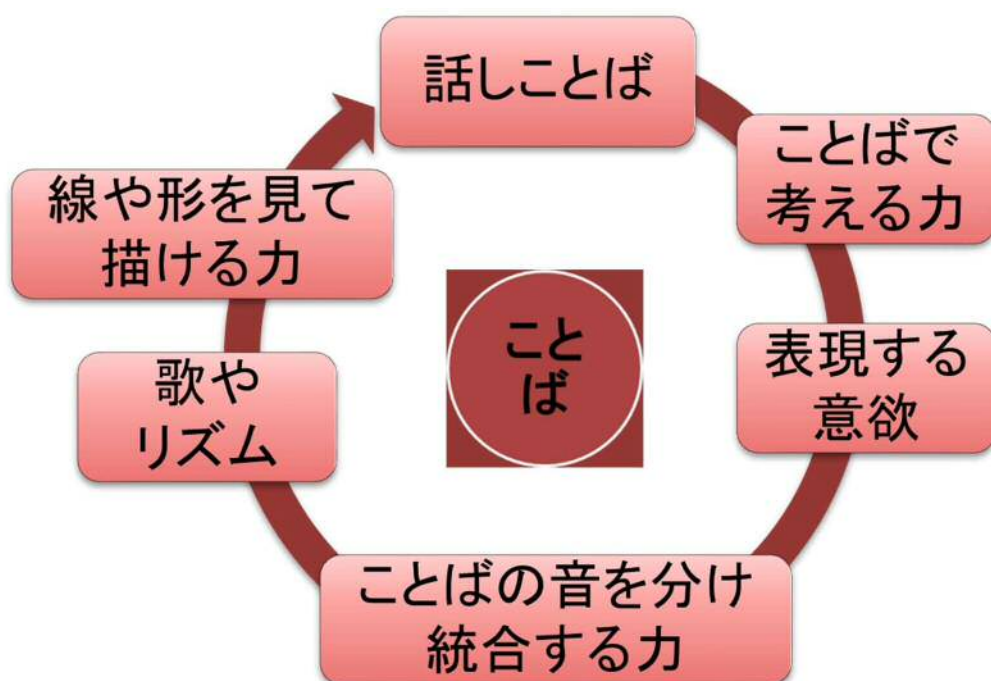 話しことば
ことばで
考える力
表現する
意欲
ことばの音を分け
統合する力
歌や
リズム
線や形を見て
描ける力
こと
ば